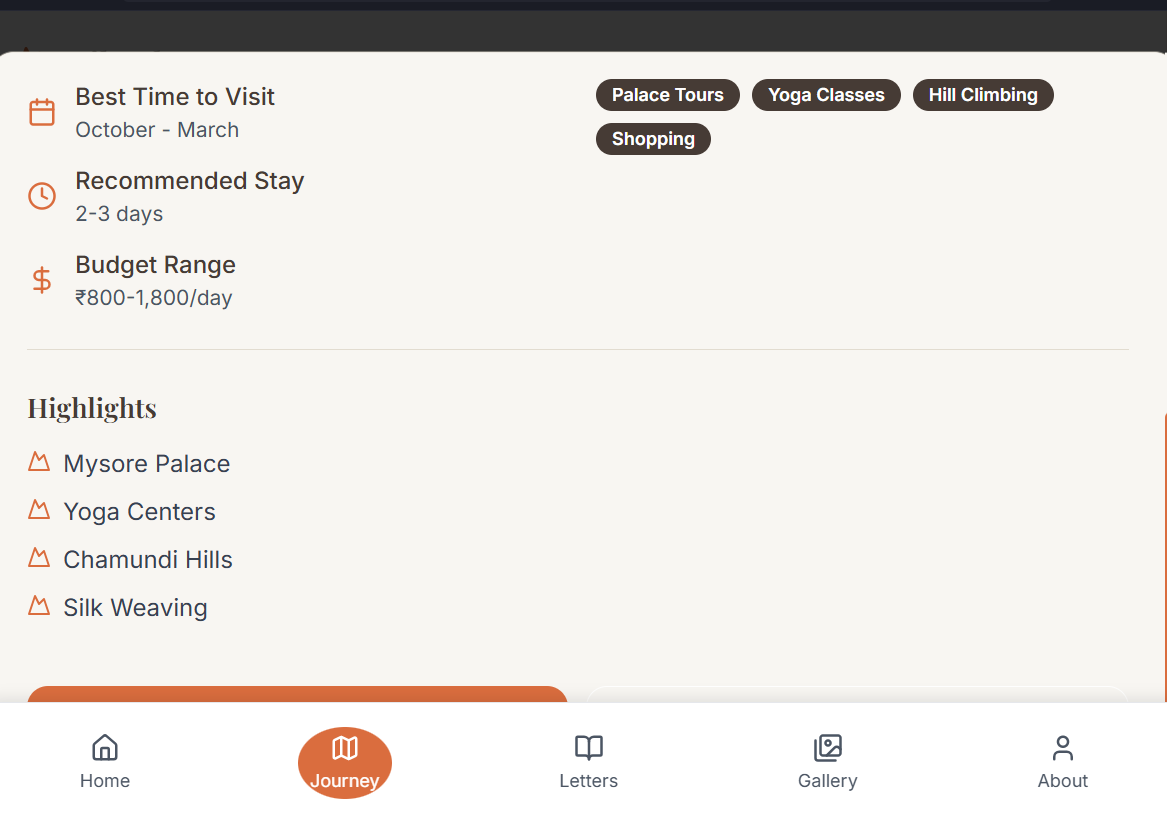 Best Time to Visit
October - March
Recommended Stay
2-3 days
Budget Range
₹800-1,800/day
Palace Tours
Yoga Classes
Hill Climbing
Shopping
Highlights
Mysore Palace
Yoga Centers
Chamundi Hills
Silk Weaving
Home
Journey
Letters
Gallery
About